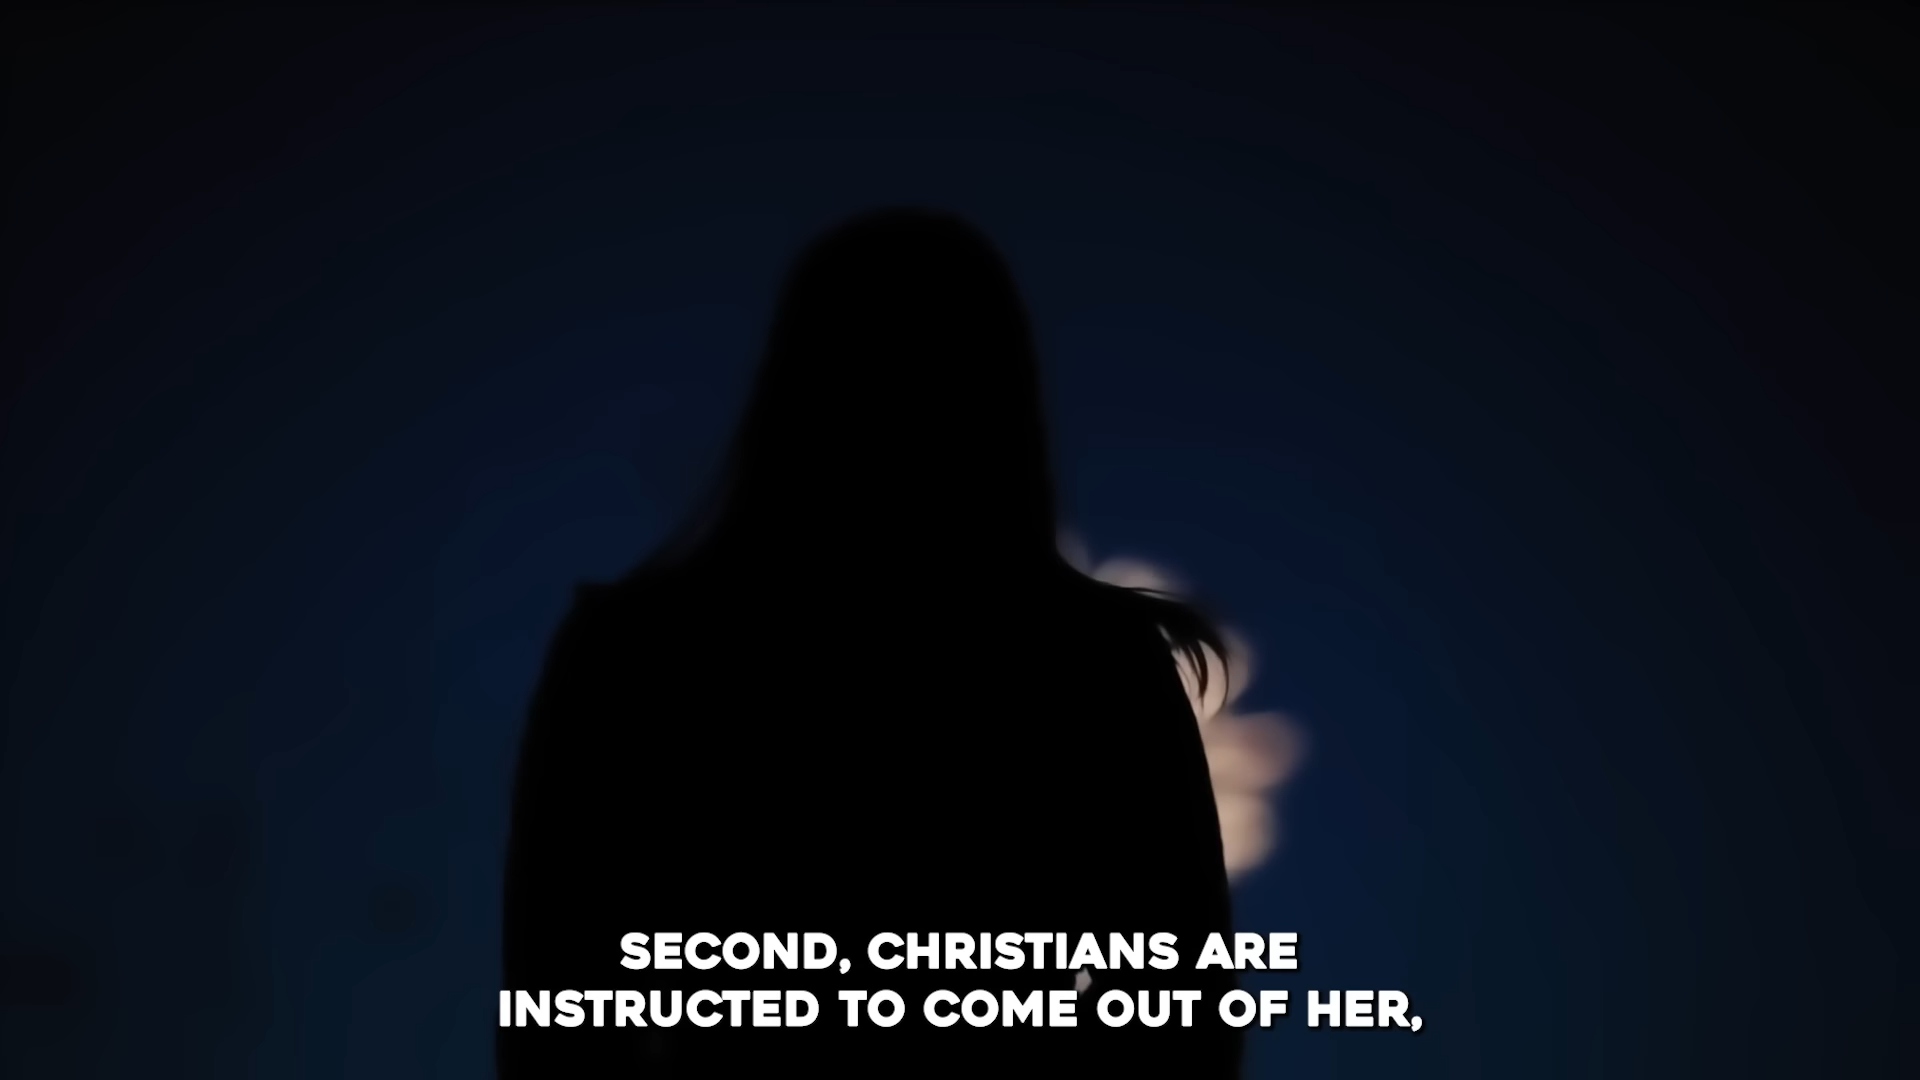 SECOND, CHRISTIANS ARE
INSTRUCTED TO COME OUT OF HER,